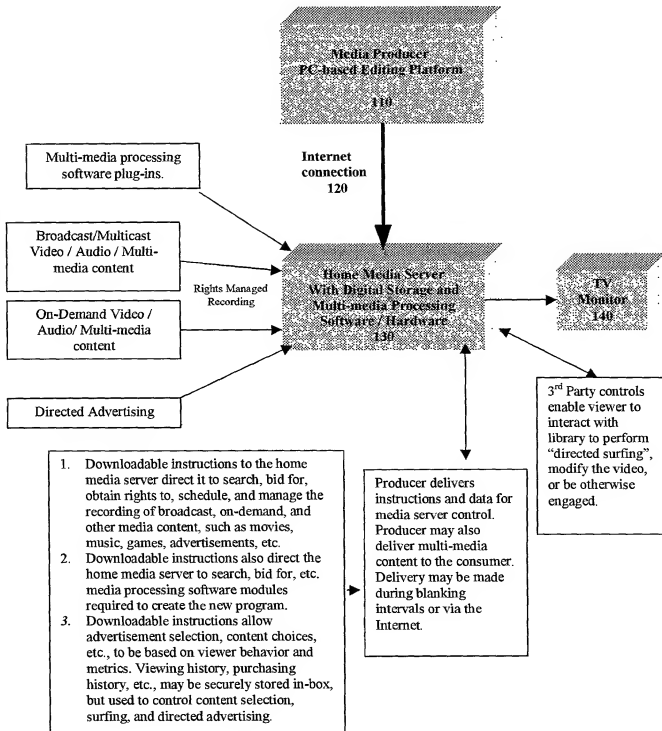 Media Producer
PC-based Editing Platform
110
Internet
connection
120
Multi-media processing
software plug-ins.
Broadcast/Multicast
Video / Audio / Multi-
media content
Rights Managed
Recording
On-Demand Video /
Audio/ Multi-media
content
Directed Advertising
Home Media Server
With Digital Storage and
Multi-media Processing
Software / Hardware
130
TV
Monitor
140
3rd Party controls
enable viewer to
interact with
library to perform
“directed surfing”,
modify the video,
or be otherwise
engaged.
1. Downloadable instructions to the home
media server direct it to search, bid for,
obtain rights to, schedule, and manage the
recording of broadcast, on-demand, and
other media content, such as movies,
music, games, advertisements, etc.
2. Downloadable instructions also direct the
home media server to search, bid for, etc.
media processing software modules
required to create the new program.
3. Downloadable instructions allow
advertisement selection, content choices,
etc., to be based on viewer behavior and
metrics. Viewing history, purchasing
history, etc., may be securely stored in-box,
but used to control content selection,
surfing, and directed advertising.
Producer delivers
instructions and data for
media server control.
Producer may also
deliver multi-media
content to the consumer.
Delivery may be made
during blanking
intervals or via the
Internet.